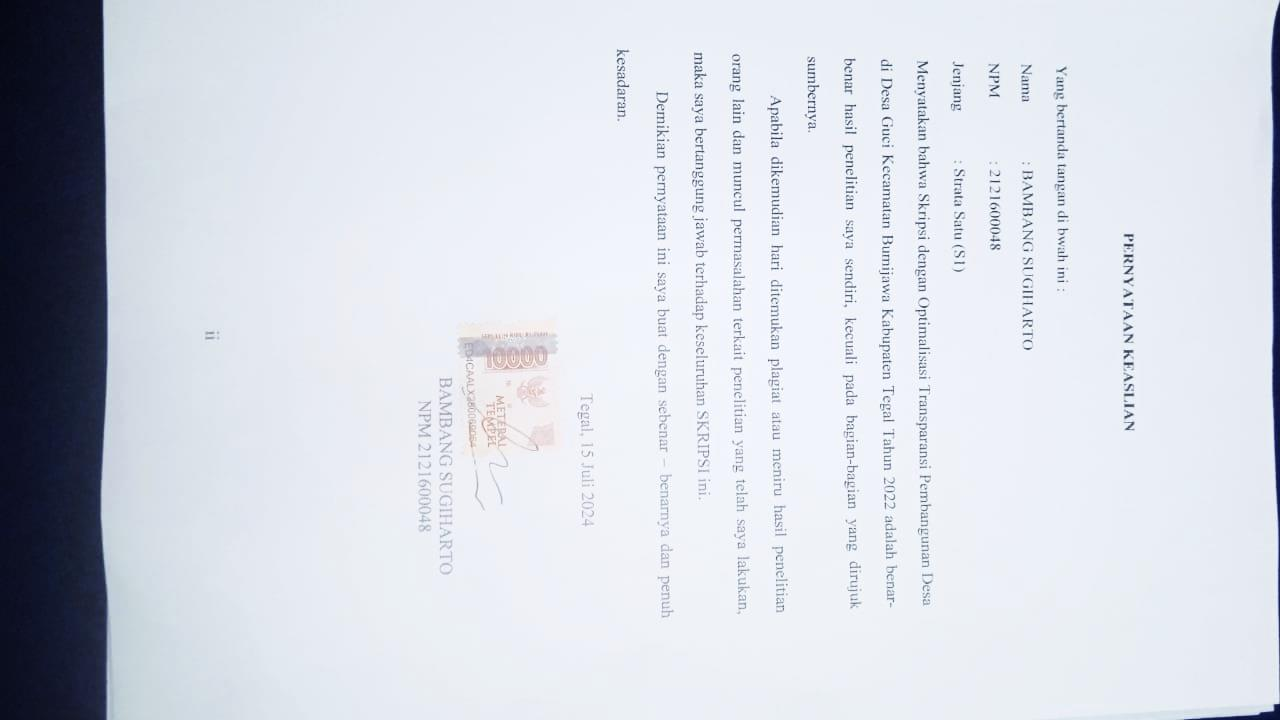 PERNYATAAN KEASLIAN
Yang bertanda tangan di bwah ini :
Nama : BAMBANG SUGIHARTO
NPM : 2121600048
Jenjang : Strata Satu (S1)
Menyatakan bahwa Skripsi dengan Optimalisasi Transparansi Pembangunan Desa
di Desa Guci Kecamatan Bumijawa Kabupaten Tegal Tahun 2022 adalah benar-
benar hasil penelitian saya sendiri, kecuali pada bagian-bagian yang dirujuk
sumbernya.
Apabila dikemudian hari ditemukan plagiat atau meniru hasil penelitian
orang lain dan muncul permasalahan terkait penelitian yang telah saya lakukan,
maka saya bertanggung jawab terhadap keseluruhan SKRIPSI ini.
Demikian pernyataan ini saya buat dengan sebenar – benarnya dan penuh
kesadaran.
Tegal, 15 Juli 2024
10000
METERAI
TEMPEL
BAMBANG SUGIHARTO
NPM 2121600048
ii